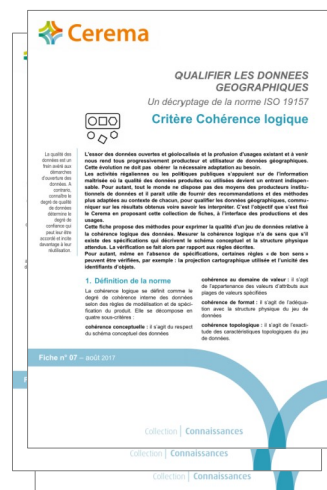 Cerema
QUALIFIER LES DONNEES
GEOGRAPHIQUES
Un décryptage de la norme ISO 19157
Critère Cohérence logique
La qualité des
données est un
frein avéré aux
démarches
d'ouverture des
données. A
contrario,
connaître le
degré de qualité
de données
détermine le
degré de
confiance qui
peut leur être
accordé et incite
davantage à leur
réutilisation.
L'essor des données ouvertes et géolocalisés et la profusion d'usages existant et à venir
nous rend tous progressivement producteur et utilisateur de données géographiques.
Cette évolution ne doit pas obérer la nécessaire adaptation au besoin.
Les activités régaliennes ou les politiques publiques s'appuient sur de l'information
maîtrisée où la qualité des données produites ou utilisées devient un entrant indispen-
sable. Pour autant, tout le monde ne dispose pas des moyens des producteurs institu-
tionnels de données et il parait utile de fournir des recommandations et des méthodes
plus adaptées au contexte de chacun, pour qualifier les données géographiques, commu-
niquer sur les résultats obtenus voire savoir les interpréter. C'est l'objectif que s'est fixé
le Cerema en proposant cette collection de fiches, à l'interface des productions et des
usages.
Cette fiche propose des méthodes pour exprimer la qualité d'un jeu de données relative à
la cohérence logique des données. Mesurer la cohérence logique n'a de sens que s'il
existe des spécifications qui décrivent le schéma conceptuel et la structure physique
attendus. La vérification se fait alors par rapport aux règles décrites.
Pour autant, même en l'absence de spécifications, certaines règles « de bon sens »
peuvent être vérifiées, par exemple : la projection cartographique utilisée et l'unicité des
identifiants d'objets.
1. Définition de la norme
La cohérence logique se définit comme le
degré de cohérence interne des données
selon des règles de modélisation et de spéci-
fication du produit. Elle se décompose en
quatre sous-critères :
cohérence conceptuelle : il s'agit du respect
du schéma conceptuel des données
cohérence au domaine de valeur : il s'agit
de l'appartenance des valeurs d'attributs aux
plages de valeurs spécifiées
cohérence de format : il s'agit de l'adéqua-
tion avec la structure physique du jeu de
données
cohérence topologique : il s'agit de l'exacti-
tude des caractéristiques topologiques du jeu
de données.
Fiche n° 07 – août 2017
Collection | Connaissances
Collection | Connaissances
Collection | Connaissances